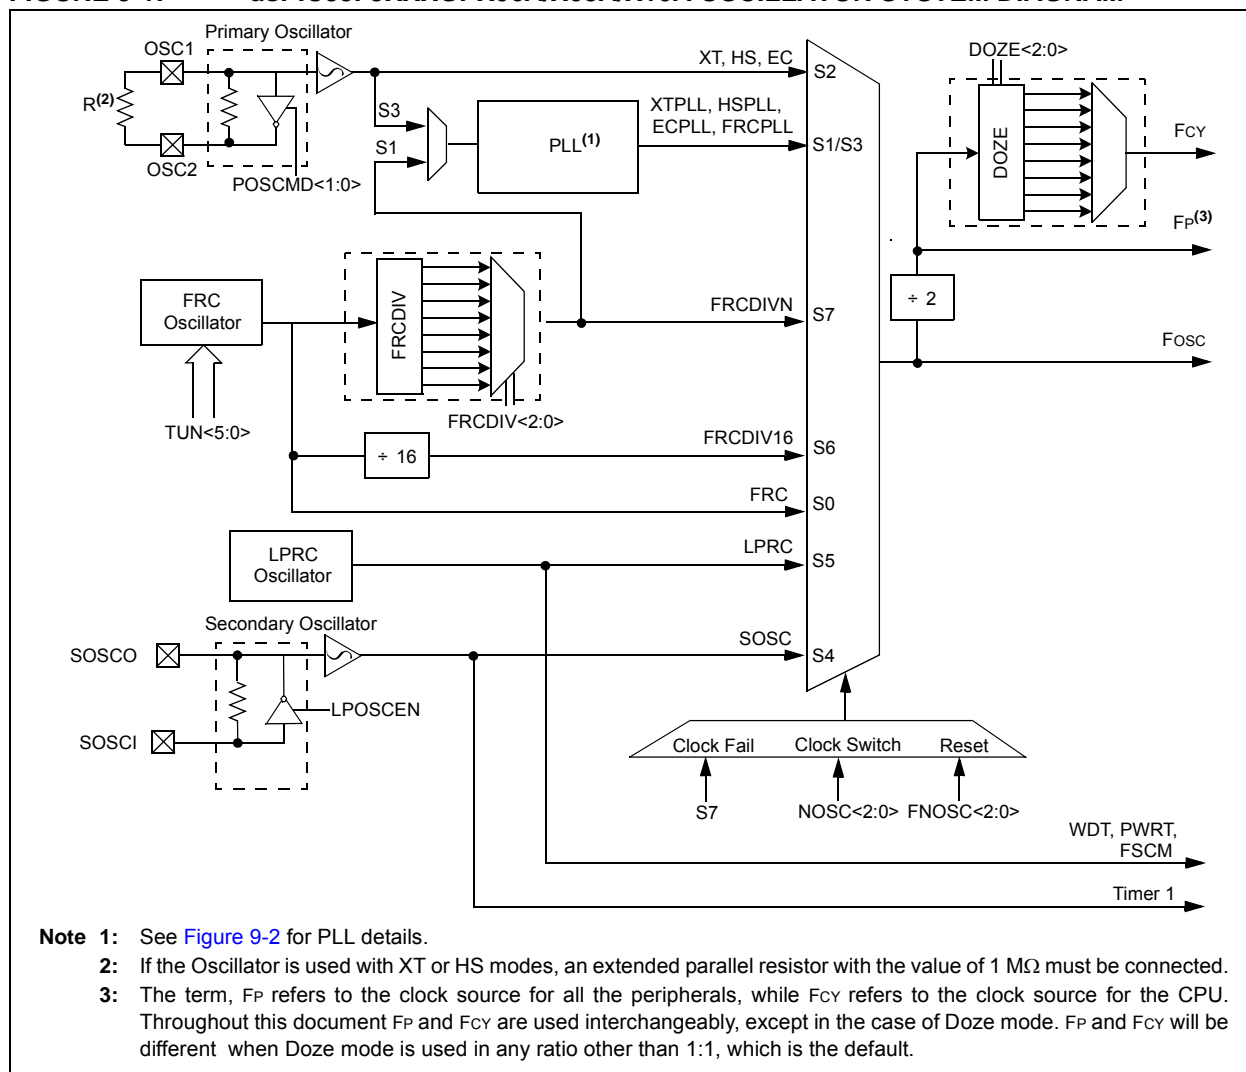 Primary Oscillator
OSC1
R(2)
OSC2
POSCMD<1:0>
S3
S1
PLL(1)
XT, HS, EC
XTPLL, HSPLL,
ECPLL, FRCPLL
S2
S1/S3
DOZE<2:0>
DOZE
FCY
FP(3)
÷ 2
FOSC
FRC
Oscillator
TUN<5:0>
FRCDIV
FRCDIV<2:0>
FRCDIVN
S7
÷ 16
FRCDIV16
S6
FRC
S0
LPRC
Oscillator
LPRC
S5
Secondary Oscillator
SOSCO
SOSCI
LPOSCEN
SOSC
S4
Clock Fail
Clock Switch
Reset
S7
NOSC<2:0>
FNOSC<2:0>
WDT, PWRT,
FSCM
Timer 1
Note 1: See Figure 9-2 for PLL details.
2: If the Oscillator is used with XT or HS modes, an extended parallel resistor with the value of 1 MΩ must be connected.
3: The term, FP refers to the clock source for all the peripherals, while FCY refers to the clock source for the CPU.
Throughout this document FP and FCY are used interchangeably, except in the case of Doze mode. FP and FCY will be
different when Doze mode is used in any ratio other than 1:1, which is the default.